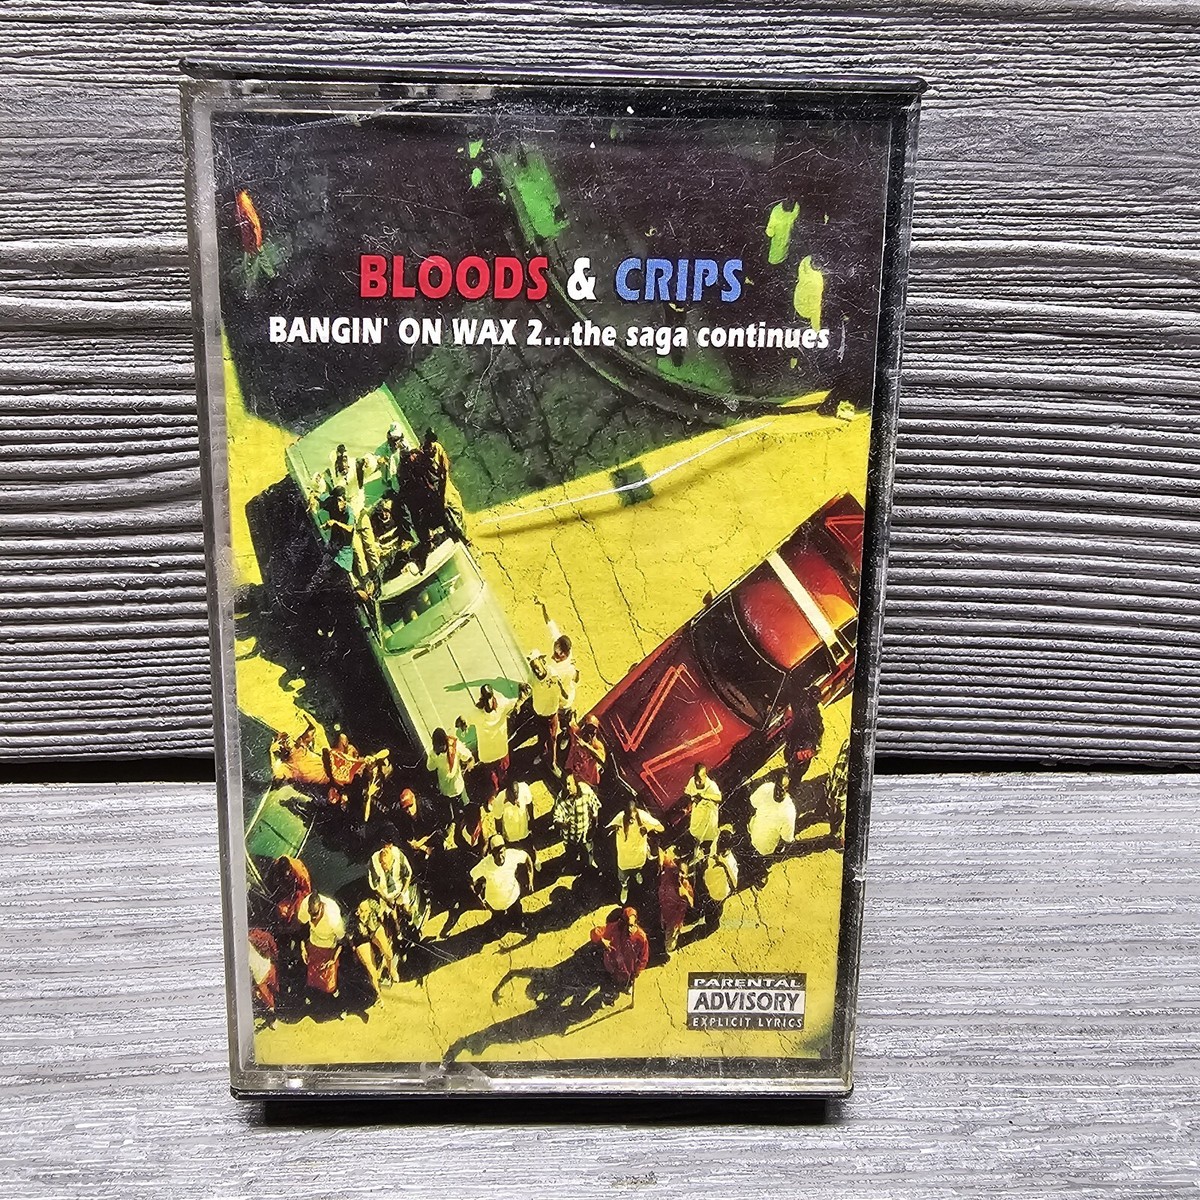 BLOODS & CRIPS
BANGIN' ON WAX 2...the saga continues
PARENTAL
ADVISORY
EXPLICIT LYRICS